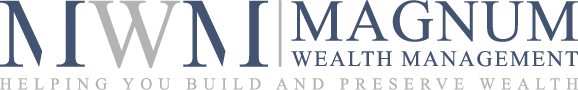 MWM
MAGNUM
WEALTH MANAGEMENT
HELPING YOU BUILD AND PRESERVE WEALTH